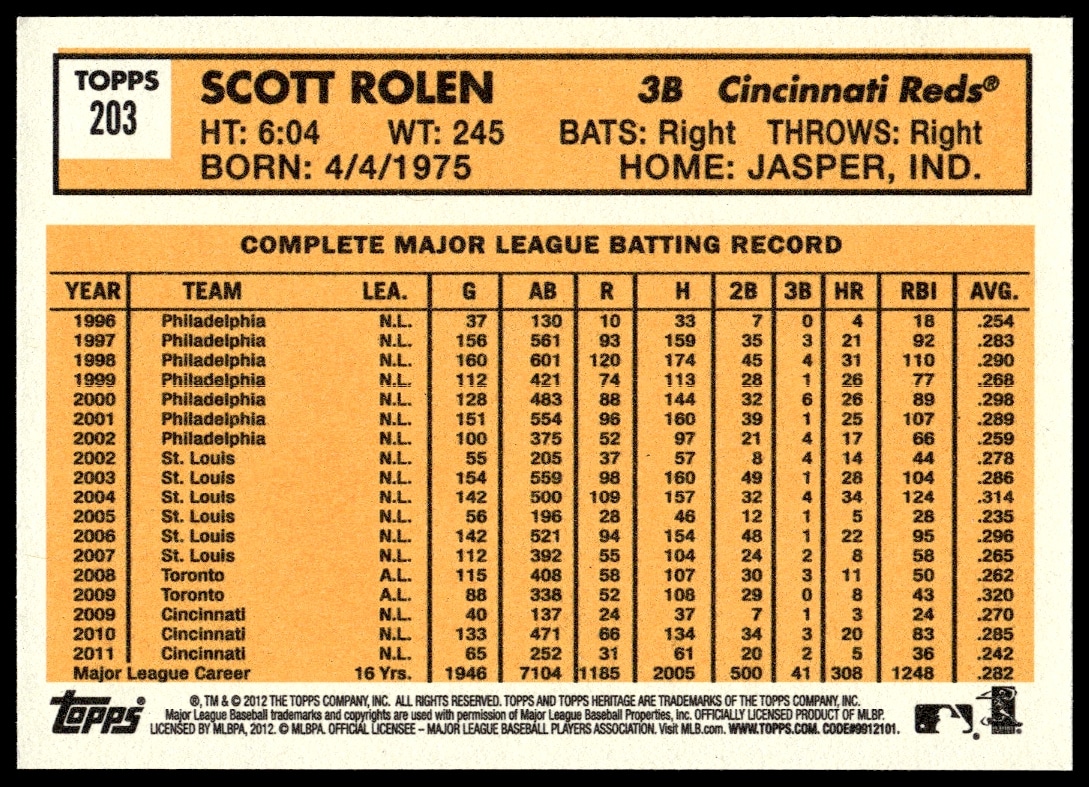 TOPPS
203
SCOTT ROLEN 3B Cincinnati Reds®
HT: 6:04 WT: 245 BATS: Right THROWS: Right
BORN: 4/4/1975 HOME: JASPER, IND.
COMPLETE MAJOR LEAGUE BATTING RECORD
YEAR TEAM LEA. G AB R H 2B 3B HR RBI AVG.
1996 Philadelphia N.L. 37 130 10 33 7 0 4 18 .254
1997 Philadelphia N.L. 156 561 93 159 35 3 21 92 .283
1998 Philadelphia N.L. 160 601 120 174 45 4 31 110 .290
1999 Philadelphia N.L. 112 421 74 113 28 1 26 77 .268
2000 Philadelphia N.L. 128 483 88 144 32 6 26 89 .298
2001 Philadelphia N.L. 151 554 96 160 39 1 25 107 .289
2002 Philadelphia N.L. 100 375 52 97 21 4 17 66 .259
2002 St. Louis N.L. 55 205 37 57 8 4 14 44 .278
2003 St. Louis N.L. 154 559 98 160 49 1 28 104 .286
2004 St. Louis N.L. 142 500 109 157 32 4 34 124 .314
2005 St. Louis N.L. 56 196 28 46 12 1 5 28 .235
2006 St. Louis N.L. 142 521 94 154 48 1 22 95 .296
2007 St. Louis N.L. 112 392 55 104 24 2 8 58 .265
2008 Toronto A.L. 115 408 58 107 30 3 11 50 .262
2009 Toronto A.L. 88 338 52 108 29 0 8 43 .320
2009 Cincinnati N.L. 40 137 24 37 7 1 3 24 .270
2010 Cincinnati N.L. 133 471 66 134 34 3 20 83 .285
2011 Cincinnati N.L. 65 252 31 61 20 2 5 36 .242
Major League Career 16 Yrs. 1946 7104 1185 2005 500 41 308 1248 .282
topps
®, TM & © 2012 THE TOPPS COMPANY, INC. ALL RIGHTS RESERVED. TOPPS AND TOPPS HERITAGE ARE TRADEMARKS OF THE TOPPS COMPANY, INC.
Major League Baseball trademarks and copyrights are used with permission of Major League Baseball Properties, Inc. OFFICIALLY LICENSED PRODUCT OF MLBP.
LICENSED BY MLBPA, 2012. © MLBPA. OFFICIAL LICENSEE – MAJOR LEAGUE BASEBALL PLAYERS ASSOCIATION. Visit MLB.com. WWW.TOPPS.COM. CODE#9912101.